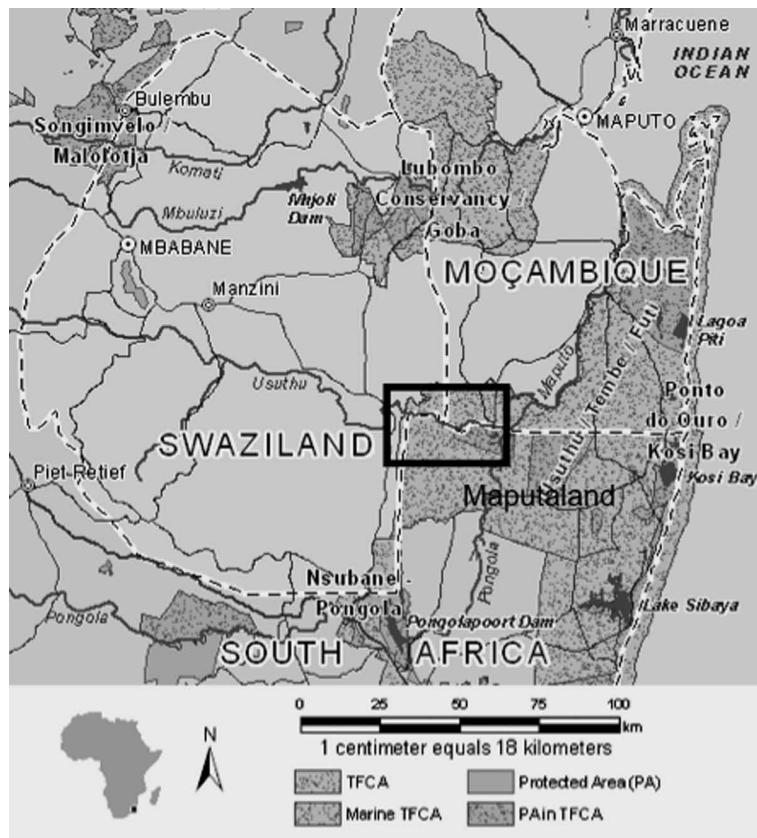 Marracuene
INDIAN
OCEAN
Bulembu
MAPUTO
Songimvelo /
Malolotja
Komati
Lubombo
Mbuluzi
Mnjoli
Dam
Conservancy /
Goba
MBABANE
MOÇAMBIQUE
Manzini
Lagoa
Piti
Usuthu
Maputo
Usuthu / Tembe / Futi
Ponto
do Ouro /
Kosi Bay
SWAZILAND
Piet Retief
Kosi Bay
Maputaland
Nsubane -
Pongola
Pongola
Pongola
Pongolapoort Dam
Lake Sibaya
SOUTH AFRICA
0 25 50 75 100
km
N
1 centimeter equals 18 kilometers
TFCA
Protected Area (PA)
Marine TFCA
PA in TFCA